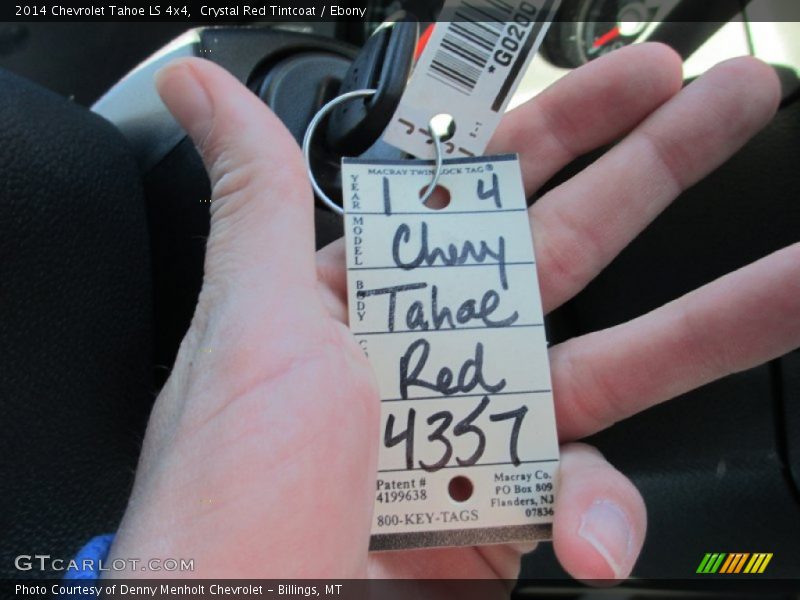 2014 Chevrolet Tahoe LS 4x4, Crystal Red Tintcoat / Ebony
*G0200
MACRAY TWINLOCK TAG®
YEAR 1 4
MODEL Chevy
BODY Tahoe
Red
4357
Patent #
4199638
Macray Co.
PO Box 809
Flanders, NJ
07836
800-KEY-TAGS
GTCARLOT.COM
Photo Courtesy of Denny Menholt Chevrolet – Billings, MT